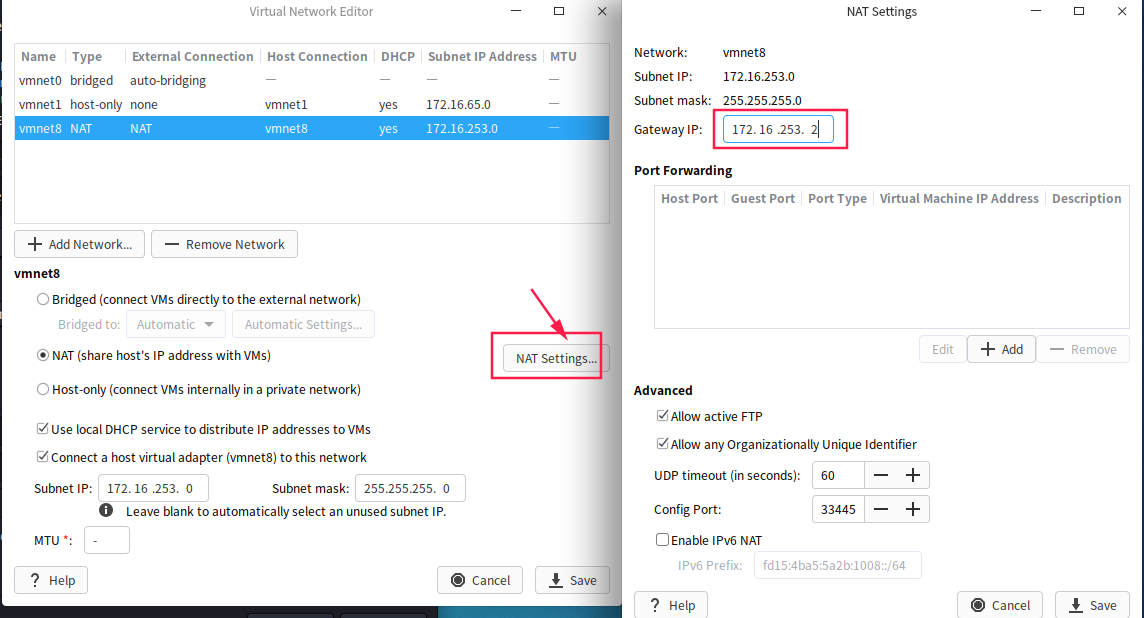 Virtual Network Editor
Name Type External Connection Host Connection DHCP Subnet IP Address MTU
vmnet0 bridged auto-bridging — — — —
vmnet1 host-only none vmnet1 yes 172.16.65.0 —
vmnet8 NAT NAT vmnet8 yes 172.16.253.0 —
Add Network... Remove Network
vmnet8
Bridged (connect VMs directly to the external network)
Bridged to: Automatic Automatic Settings...
NAT (share host's IP address with VMs) NAT Settings...
Host-only (connect VMs internally in a private network)
Use local DHCP service to distribute IP addresses to VMs
Connect a host virtual adapter (vmnet8) to this network
Subnet IP: 172. 16 .253. 0 Subnet mask: 255.255.255. 0
Leave blank to automatically select an unused subnet IP.
MTU *: -
Help Cancel Save
NAT Settings
Network: vmnet8
Subnet IP: 172.16.253.0
Subnet mask: 255.255.255.0
Gateway IP: 172. 16 .253. 2
Port Forwarding
Host Port Guest Port Port Type Virtual Machine IP Address Description
Edit Add Remove
Advanced
Allow active FTP
Allow any Organizationally Unique Identifier
UDP timeout (in seconds): 60
Config Port: 33445
Enable IPv6 NAT
IPv6 Prefix: fd15:4ba5:5a2b:1008::/64
Help Cancel Save